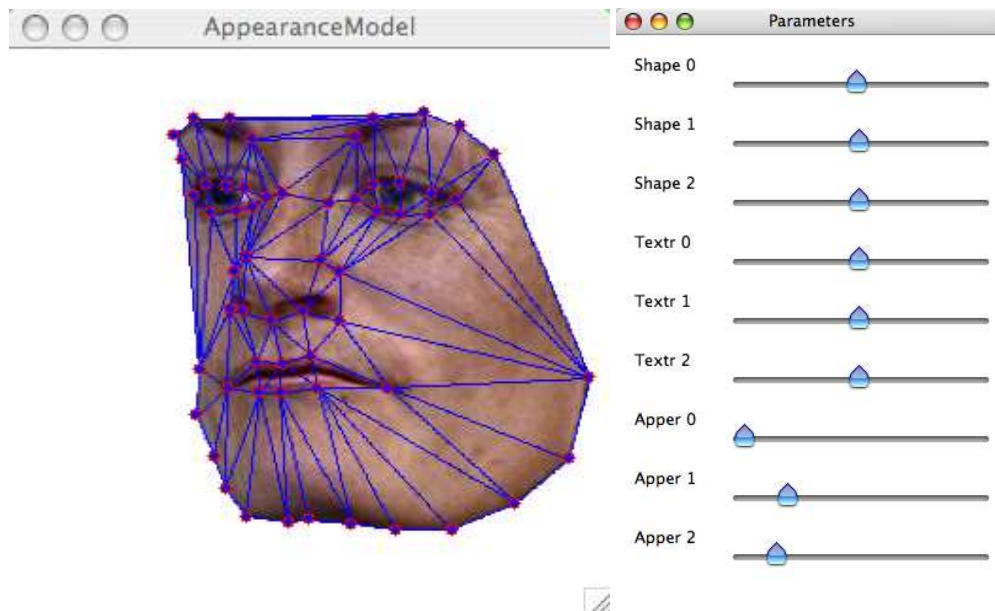 AppearanceModel
Parameters
Shape 0
Shape 1
Shape 2
Textr 0
Textr 1
Textr 2
Apper 0
Apper 1
Apper 2